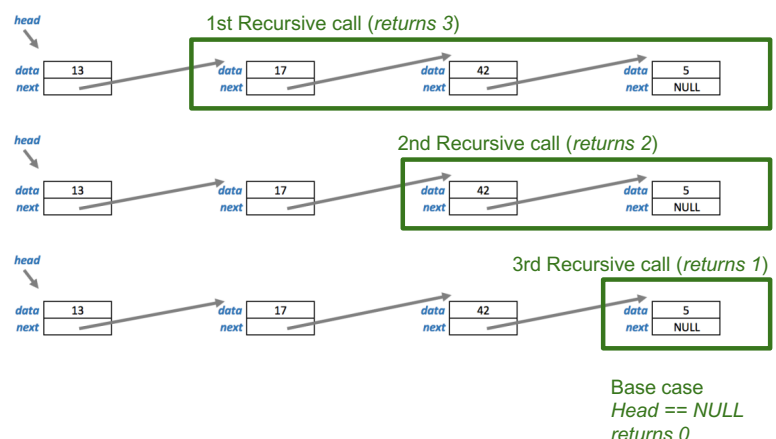 head
1st Recursive call (returns 3)
data 13 data 17 data 42 data 5
next next next next NULL
head
2nd Recursive call (returns 2)
data 13 data 17 data 42 data 5
next next next next NULL
head
3rd Recursive call (returns 1)
data 13 data 17 data 42 data 5
next next next next NULL
Base case
Head == NULL
returns 0